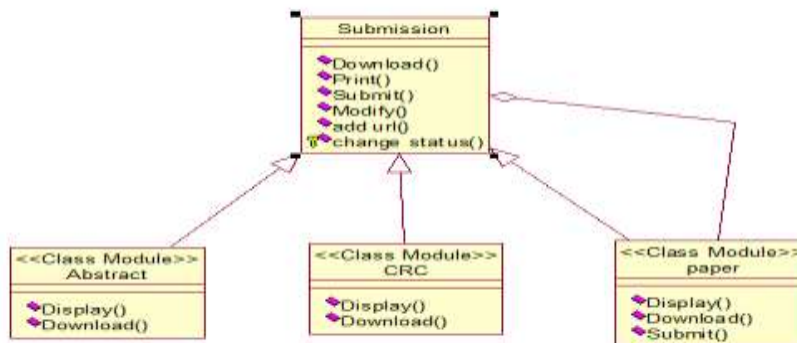 Submission
Download()
Print()
Submit()
Modify()
add url()
change status()
<<Class Module>>
Abstract
Display()
Download()
<<Class Module>>
CRC
Display()
Download()
<<Class Module>>
paper
Display()
Download()
Submit()